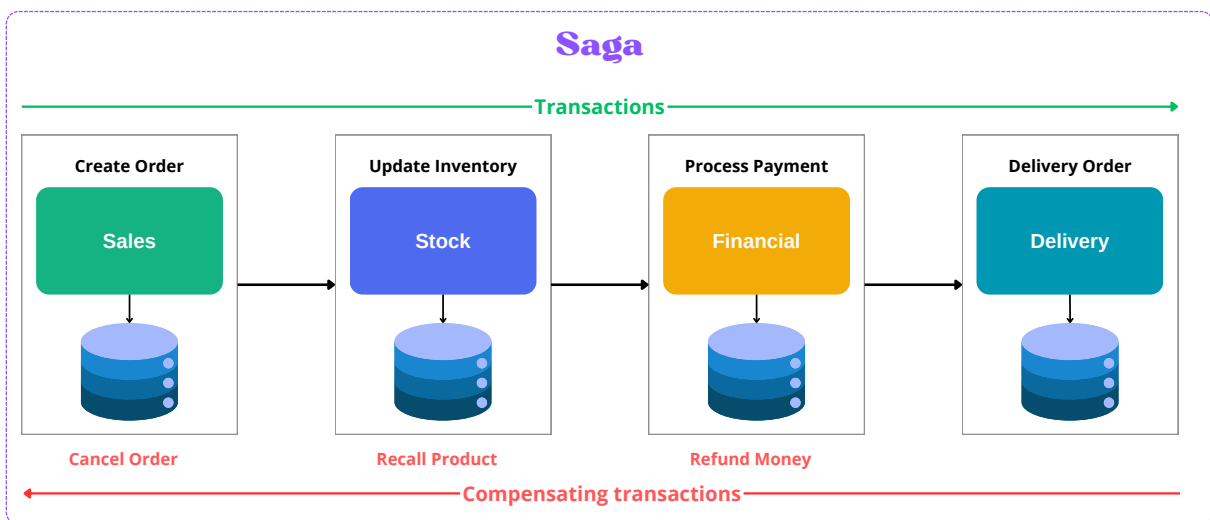 Saga
Transactions
Create Order
Update Inventory
Process Payment
Delivery Order
Sales
Stock
Financial
Delivery
Cancel Order
Recall Product
Refund Money
Compensating transactions